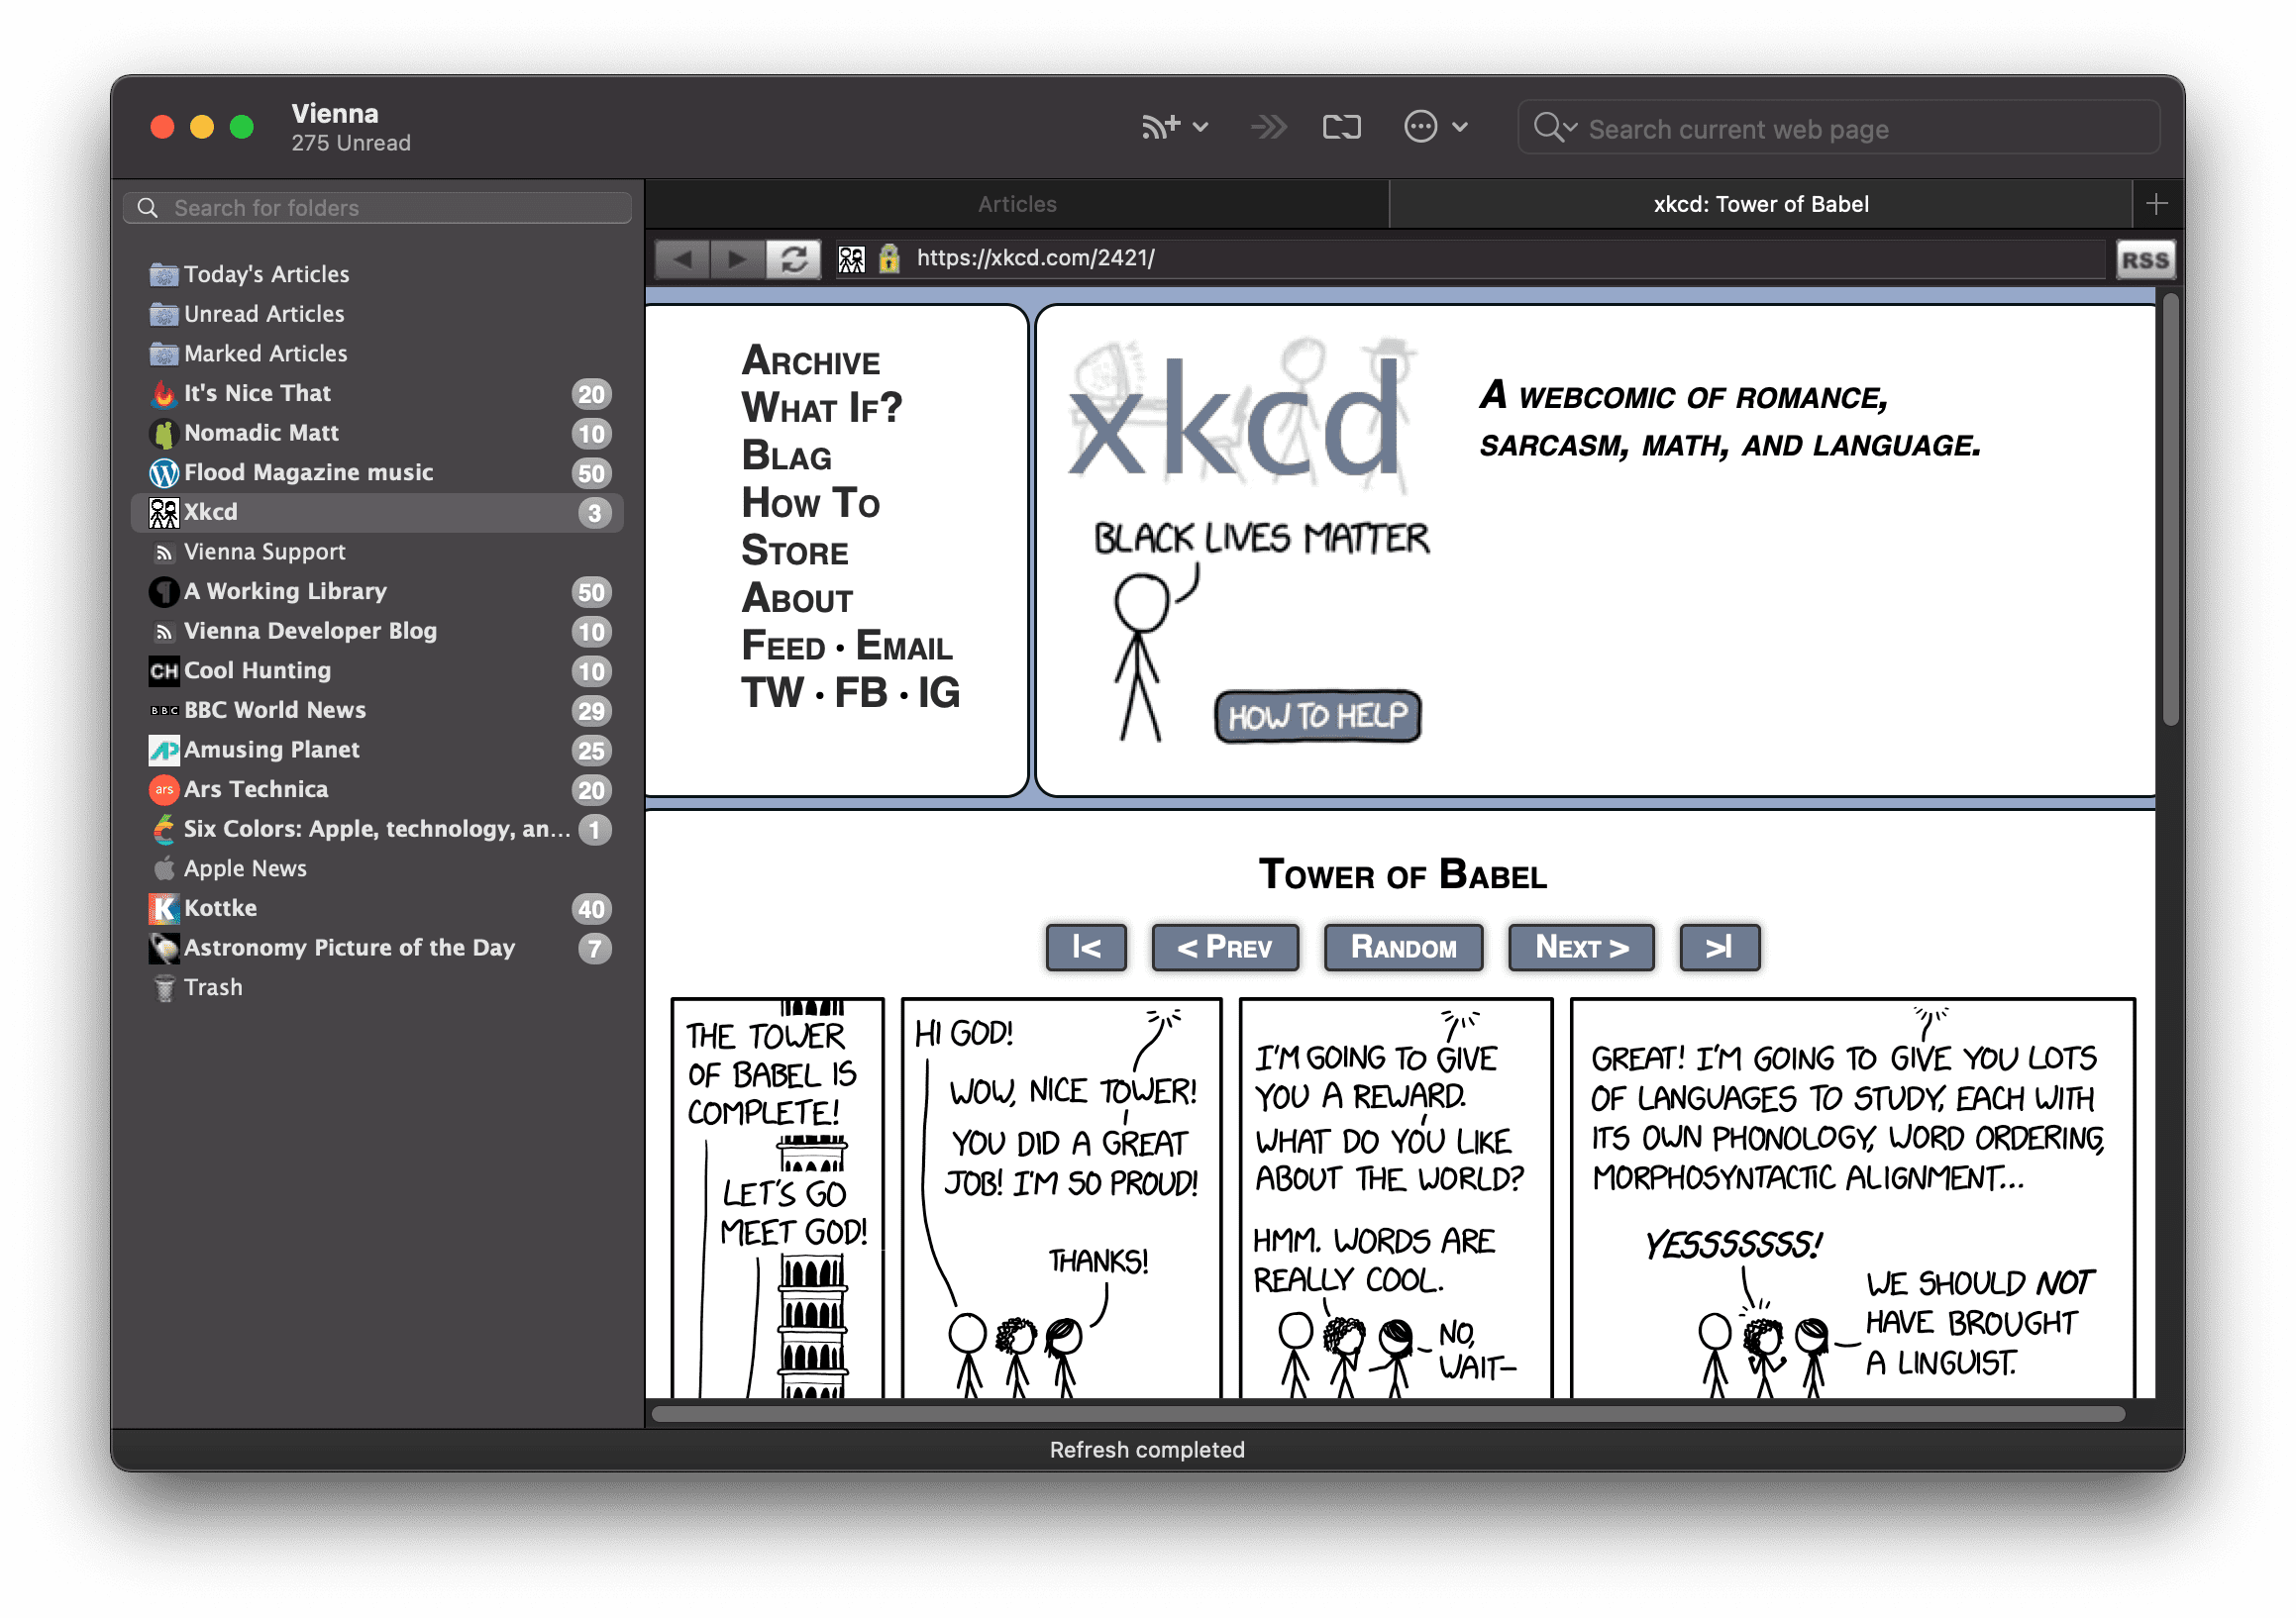 Vienna
275 Unread
Search current web page
Search for folders
Articles
xkcd: Tower of Babel
https://xkcd.com/2421/
RSS
Today's Articles
Unread Articles
Marked Articles
It's Nice That 20
Nomadic Matt 10
Flood Magazine music 50
Xkcd 3
Vienna Support
A Working Library 50
Vienna Developer Blog 10
CH Cool Hunting 10
BBC BBC World News 29
AP Amusing Planet 25
ars Ars Technica 20
Six Colors: Apple, technology, an... 1
Apple News
K Kottke 40
Astronomy Picture of the Day 7
Trash
Archive
What If?
Blag
How To
Store
About
Feed · Email
TW · FB · IG
xkcd
A webcomic of romance,
sarcasm, math, and language.
BLACK LIVES MATTER
HOW TO HELP
Tower of Babel
|<
< Prev
Random
Next >
>|
THE TOWER
OF BABEL IS
COMPLETE!
LET'S GO
MEET GOD!
HI GOD!
WOW, NICE TOWER!
YOU DID A GREAT
JOB! I'M SO PROUD!
THANKS!
I'M GOING TO GIVE
YOU A REWARD.
WHAT DO YOU LIKE
ABOUT THE WORLD?
HMM. WORDS ARE
REALLY COOL.
NO,
WAIT—
GREAT! I'M GOING TO GIVE YOU LOTS
OF LANGUAGES TO STUDY, EACH WITH
ITS OWN PHONOLOGY, WORD ORDERING,
MORPHOSYNTACTIC ALIGNMENT...
YESSSSSSS!
WE SHOULD NOT
HAVE BROUGHT
A LINGUIST.
Refresh completed